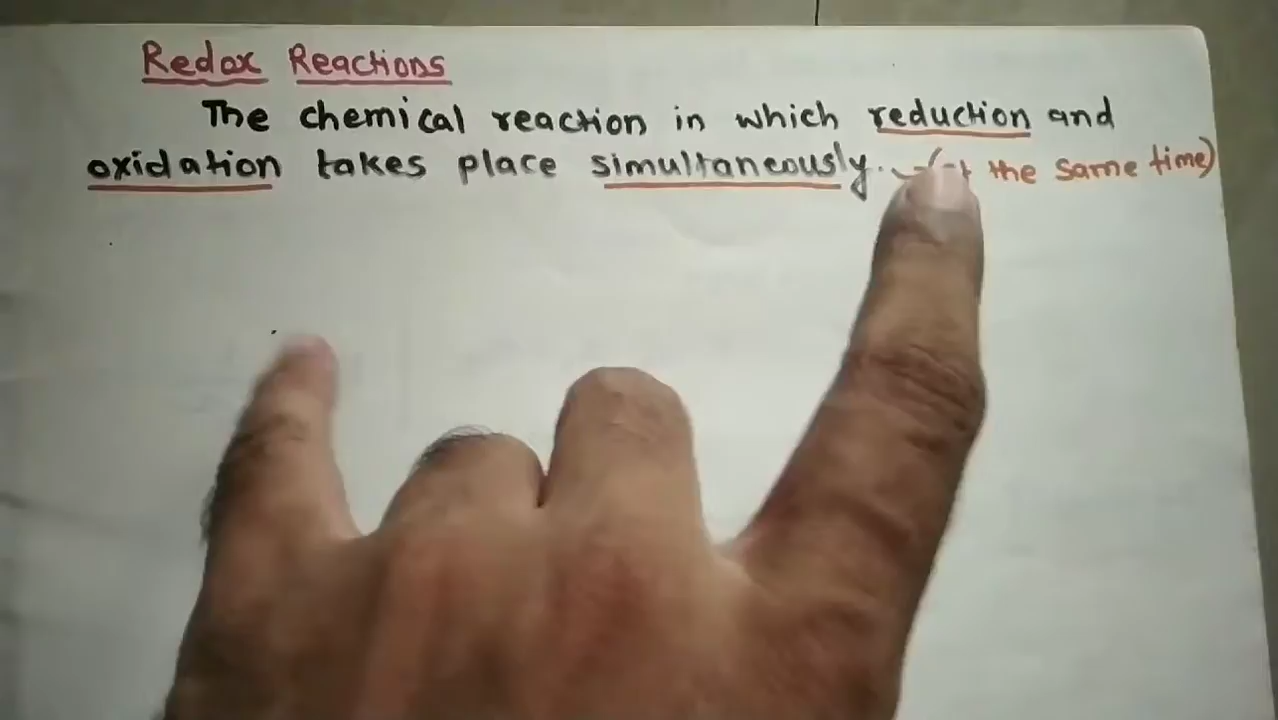 Redox Reactions
The chemical reaction in which reduction and
oxidation takes place simultaneously. the same time)